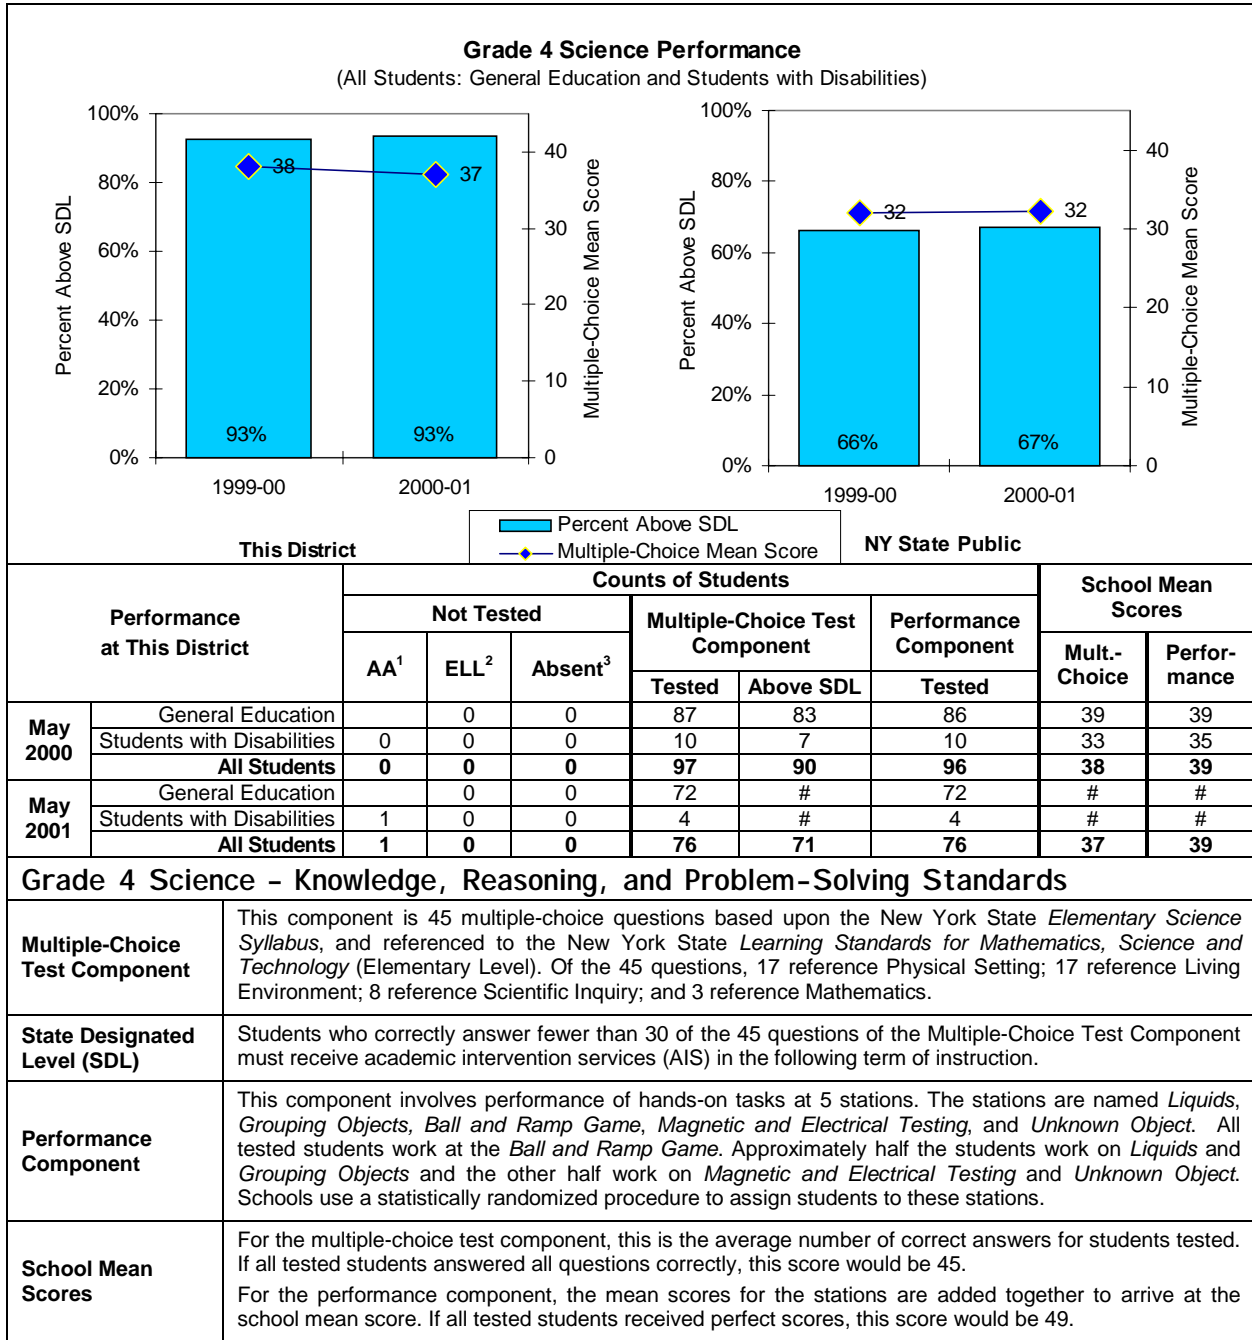 Grade 4 Science Performance
(All Students: General Education and Students with Disabilities)
100%
80%
60%
40%
20%
0%
Percent Above SDL
38
37
93%
93%
40
30
20
10
0
Multiple-Choice Mean Score
1999-00
2000-01
This District
100%
80%
60%
40%
20%
0%
Percent Above SDL
32
32
66%
67%
40
30
20
10
0
Multiple-Choice Mean Score
1999-00
2000-01
NY State Public
Percent Above SDL
Multiple-Choice Mean Score
Performance
at This District
Counts of Students
School Mean
Scores
Not Tested
Multiple-Choice Test
Component
Performance
Component
AA1 ELL2 Absent3
Tested Above SDL Tested
Mult.-
Choice
Perfor-
mance
May
2000
General Education 0 0 87 83 86 39 39
Students with Disabilities 0 0 0 10 7 10 33 35
All Students 0 0 0 97 90 96 38 39
May
2001
General Education 0 0 72 # 72 # #
Students with Disabilities 1 0 0 4 # 4 # #
All Students 1 0 0 76 71 76 37 39
Grade 4 Science – Knowledge, Reasoning, and Problem-Solving Standards
Multiple-Choice
Test Component
This component is 45 multiple-choice questions based upon the New York State Elementary Science
Syllabus, and referenced to the New York State Learning Standards for Mathematics, Science and
Technology (Elementary Level). Of the 45 questions, 17 reference Physical Setting; 17 reference Living
Environment; 8 reference Scientific Inquiry; and 3 reference Mathematics.
State Designated
Level (SDL)
Students who correctly answer fewer than 30 of the 45 questions of the Multiple-Choice Test Component
must receive academic intervention services (AIS) in the following term of instruction.
Performance
Component
This component involves performance of hands-on tasks at 5 stations. The stations are named Liquids,
Grouping Objects, Ball and Ramp Game, Magnetic and Electrical Testing, and Unknown Object. All
tested students work at the Ball and Ramp Game. Approximately half the students work on Liquids and
Grouping Objects and the other half work on Magnetic and Electrical Testing and Unknown Object.
Schools use a statistically randomized procedure to assign students to these stations.
School Mean
Scores
For the multiple-choice test component, this is the average number of correct answers for students tested.
If all tested students answered all questions correctly, this score would be 45.
For the performance component, the mean scores for the stations are added together to arrive at the
school mean score. If all tested students received perfect scores, this score would be 49.